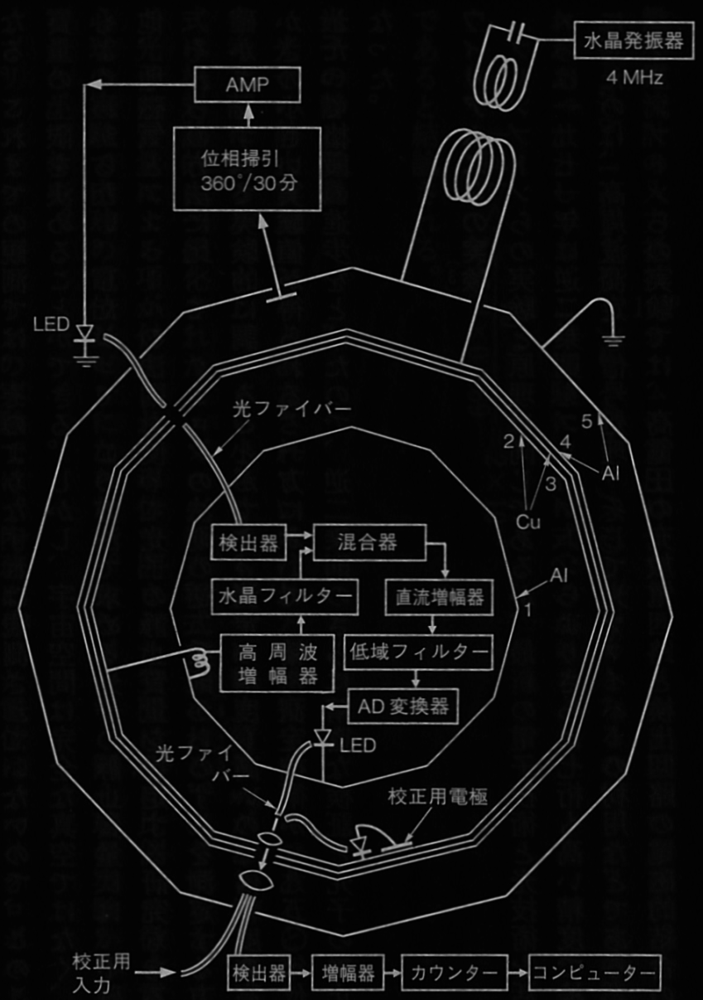 水晶発振器
4 MHz
AMP
位相掃引
360°/30分
LED
光ファイバー
5
2
4
3
Al
Cu
検出器
混合器
Al
水晶フィルター
直流増幅器
1
高周波
増幅器
低域フィルター
AD変換器
LED
光ファイ
バー
校正用電極
校正用
入力
検出器
増幅器
カウンター
コンピューター